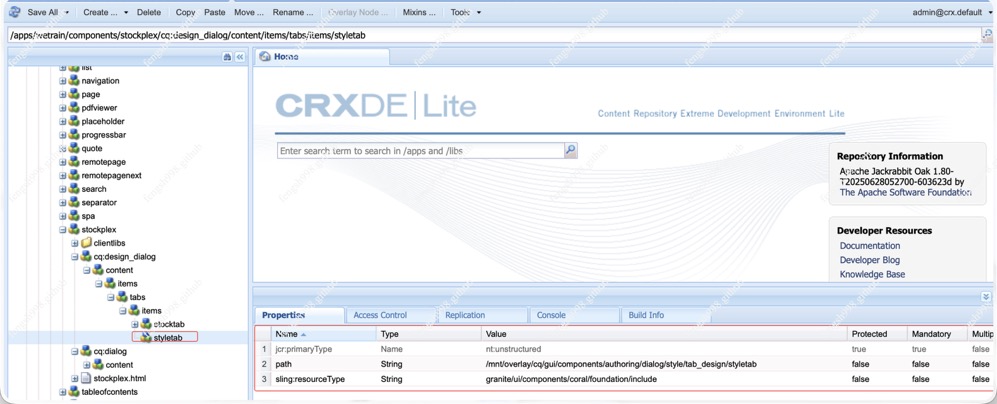 Save All Create ... Delete Copy Paste Move ... Rename ... Overlay Node ... Mixins ... Tools admin@crx.default
/apps/wetrain/components/stockplex/cq:design_dialog/content/items/tabs/items/styletab
list
navigation
page
pdfviewer
placeholder
progressbar
quote
remotepage
remotepagenext
search
separator
spa
stockplex
clientlibs
cq:design_dialog
content
items
tabs
items
stocktab
styletab
cq:dialog
content
stockplex.html
tableofcontents
Home
CRXDE | Lite
Content Repository Extreme Development Environment Lite
Enter search term to search in /apps and /libs
Repository Information
Apache Jackrabbit Oak 1.80-
T20250628052700-603623d by
The Apache Software Foundation
Developer Resources
Documentation
Developer Blog
Knowledge Base
Properties Access Control Replication Console Build Info
Name Type Value Protected Mandatory Multip
1 jcr:primaryType Name nt:unstructured true true false
2 path String /mnt/overlay/cq/gui/components/authoring/dialog/style/tab_design/styletab false false false
3 sling:resourceType String granite/ui/components/coral/foundation/include false false false